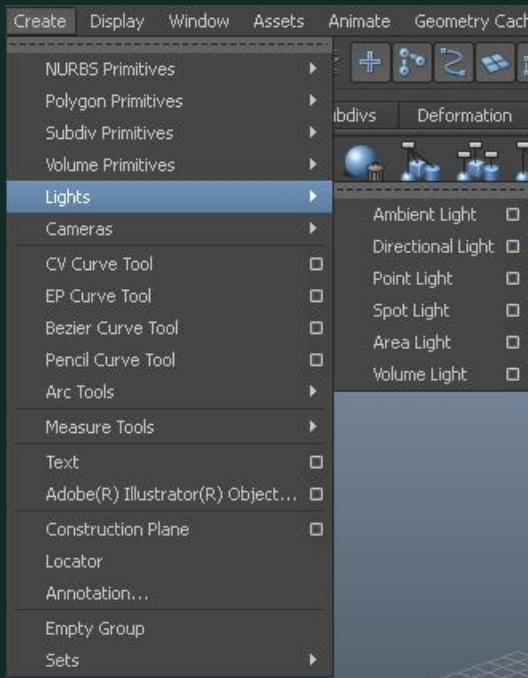 Create Display Window Assets Animate Geometry Cach
NURBS Primitives
Polygon Primitives
Subdiv Primitives
Volume Primitives
Lights
Cameras
CV Curve Tool
EP Curve Tool
Bezier Curve Tool
Pencil Curve Tool
Arc Tools
Measure Tools
Text
Adobe(R) Illustrator(R) Object...
Construction Plane
Locator
Annotation...
Empty Group
Sets
ibdivs Deformation
Ambient Light
Directional Light
Point Light
Spot Light
Area Light
Volume Light